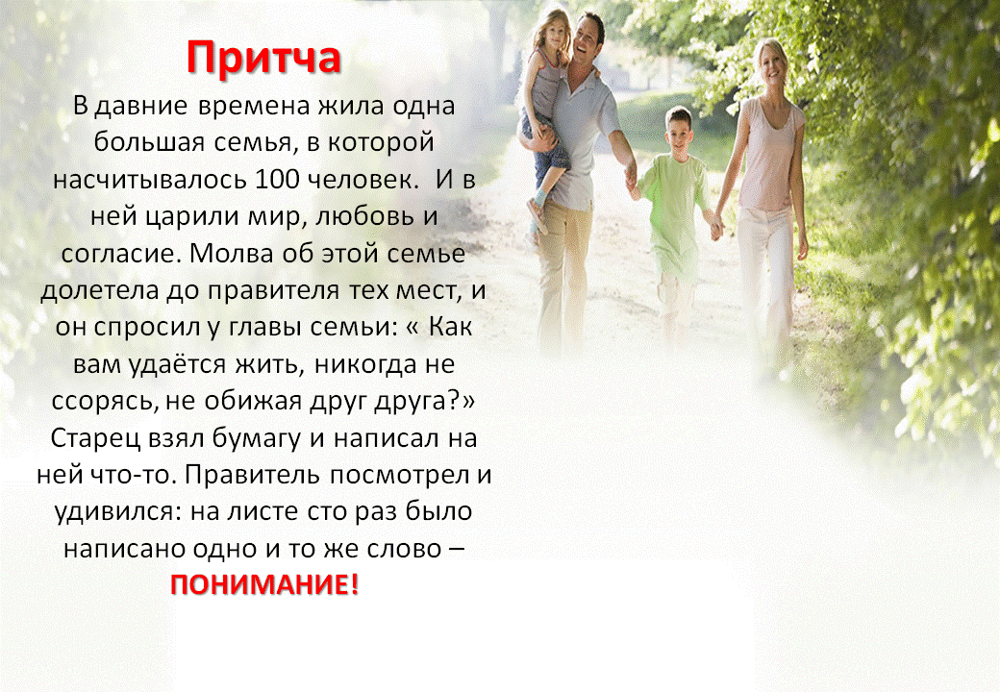 Притча
В давние времена жила одна
большая семья, в которой
насчитывалось 100 человек.  И в
ней царили мир, любовь и
согласие. Молва об этой семье
долетела до правителя тех мест, и
он спросил у главы семьи: « Как
вам удаётся жить, никогда не
ссорясь, не обижая друг друга?»
Старец взял бумагу и написал на
ней что-то. Правитель посмотрел и
удивился: на листе сто раз было
написано одно и то же слово –
ПОНИМАНИЕ!